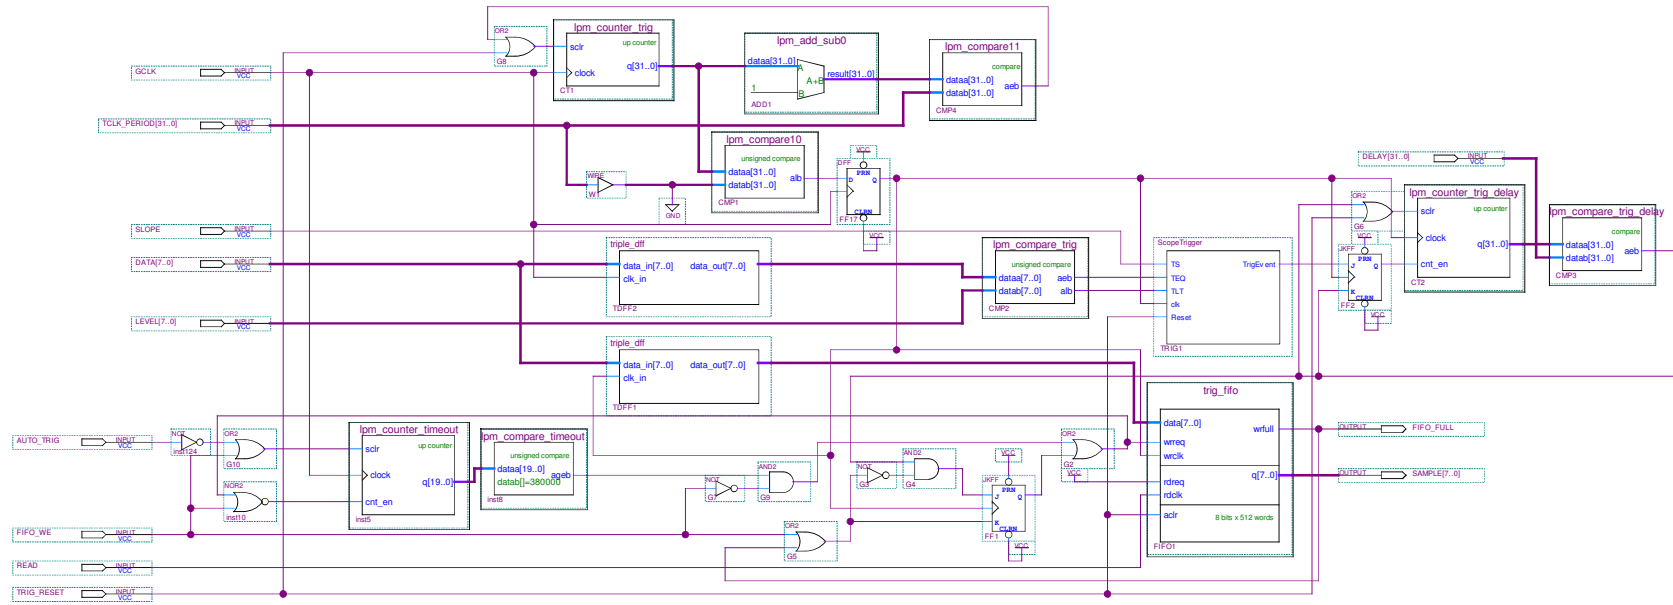 OR2
G8
lpm_counter_trig
up counter
sclr
clock
q[31..0]
CT1
lpm_add_sub0
dataa[31..0]
A
A+B
B
result[31..0]
1
ADD1
lpm_compare11
compare
dataa[31..0]
datab[31..0]
aeb
CMP4
GCLK
INPUT
VCC
TCLK_PERIOD[31..0]
INPUT
VCC
WIRE
W1
GND
lpm_compare10
unsigned compare
dataa[31..0]
datab[31..0]
alb
CMP1
VCC
DFF
PRN
D
Q
CLRN
FF17
VCC
DELAY[31..0]
INPUT
VCC
OR2
G6
lpm_counter_trig_delay
up counter
sclr
clock
cnt_en
q[31..0]
CT2
lpm_compare_trig_delay
compare
dataa[31..0]
datab[31..0]
aeb
CMP3
SLOPE
INPUT
VCC
DATA[7..0]
INPUT
VCC
LEVEL[7..0]
INPUT
VCC
triple_dff
data_in[7..0]
data_out[7..0]
clk_in
TDFF2
lpm_compare_trig
unsigned compare
dataa[7..0]
datab[7..0]
aeb
alb
CMP2
ScopeTrigger
TS
TEQ
TLT
clk
Reset
TrigEvent
TRIG1
VCC
JKFF
PRN
J
Q
K
CLRN
FF2
VCC
triple_dff
data_in[7..0]
data_out[7..0]
clk_in
TDFF1
trig_fifo
data[7..0]
wrreq
wrclk
rdreq
rdclk
aclr
wrfull
q[7..0]
8 bits x 512 words
FIFO1
OUTPUT
FIFO_FULL
OUTPUT
SAMPLE[7..0]
AUTO_TRIG
INPUT
VCC
NOT
inst124
OR2
G10
NOR2
inst10
lpm_counter_timeout
up counter
sclr
clock
cnt_en
q[19..0]
inst5
lpm_compare_timeout
unsigned compare
dataa[19..0]
datab[]=380000
ageb
inst8
NOT
G7
AND2
G9
OR2
G5
NOT
G3
AND2
G4
VCC
JKFF
PRN
J
Q
K
CLRN
FF1
VCC
OR2
G2
VCC
FIFO_WE
INPUT
VCC
READ
INPUT
VCC
TRIG_RESET
INPUT
VCC